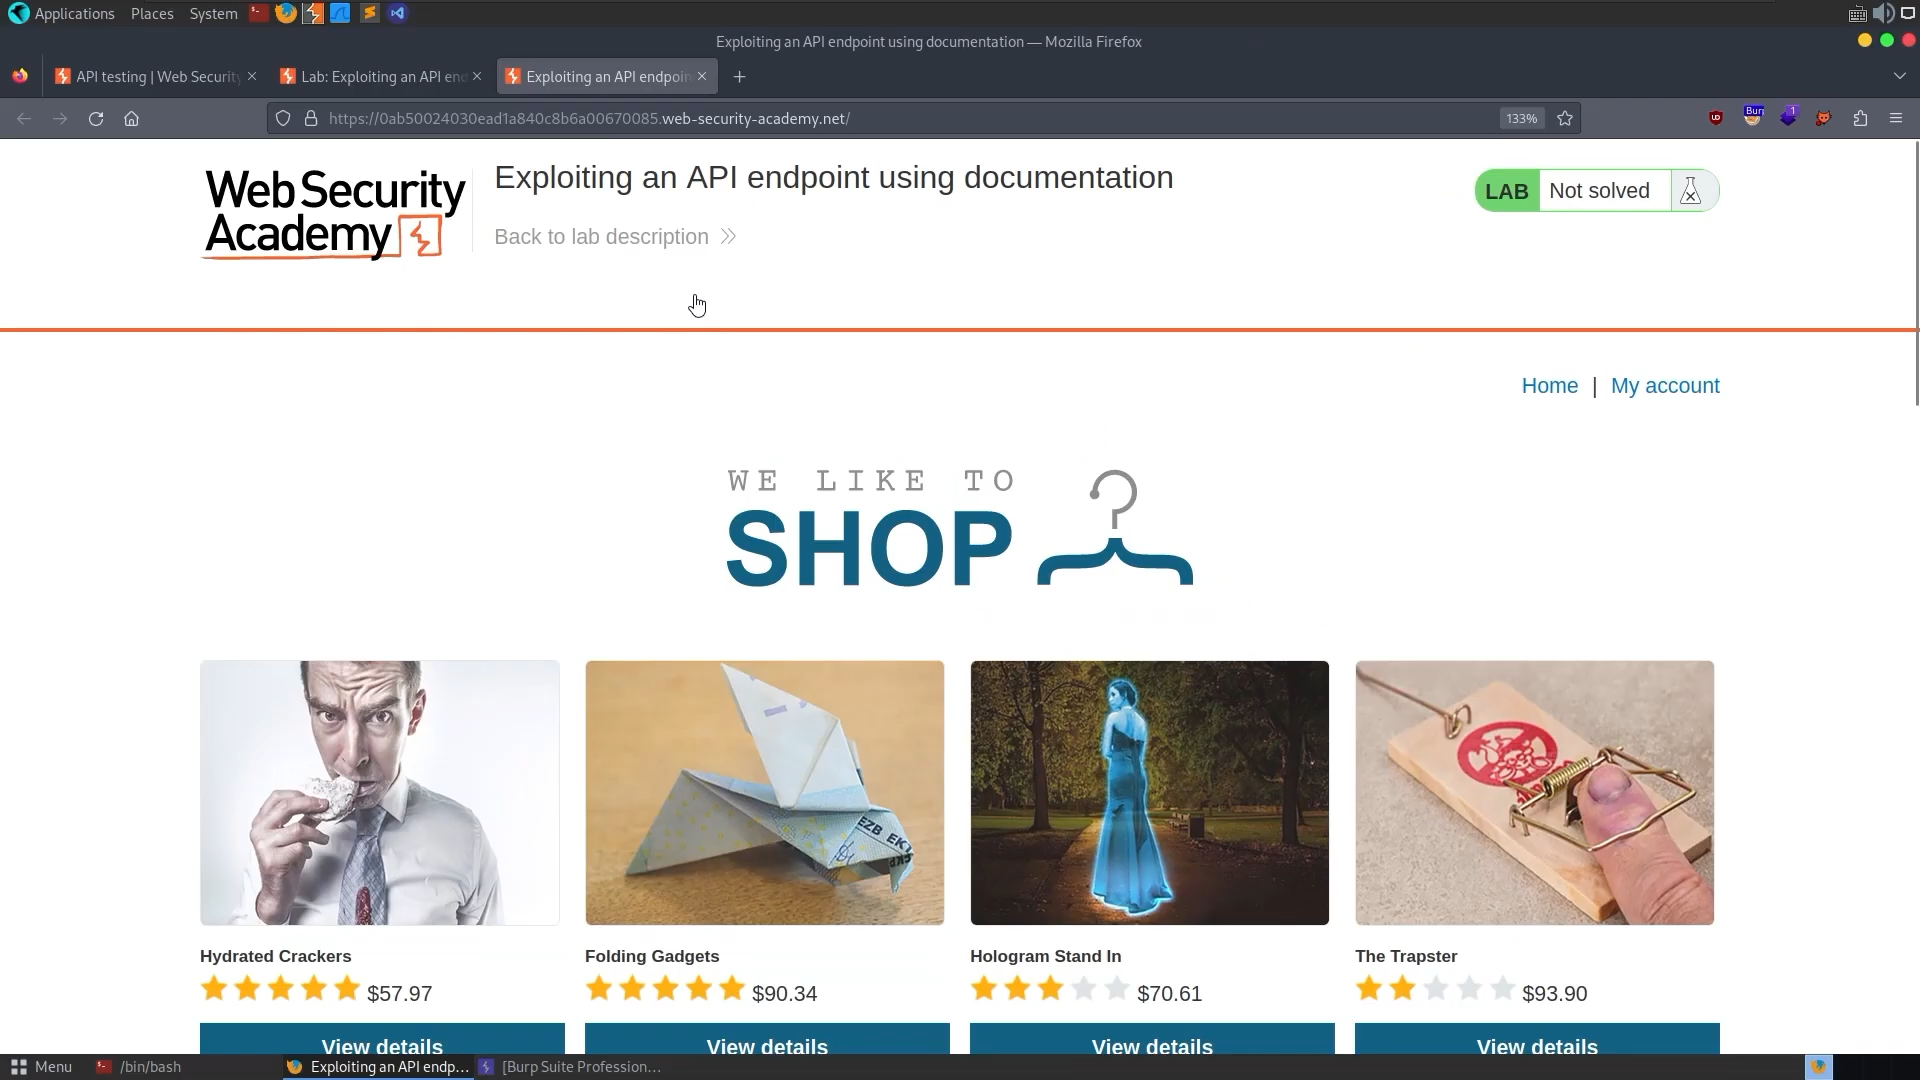 Applications Places System
Exploiting an API endpoint using documentation — Mozilla Firefox
API testing | Web Security
Lab: Exploiting an API end
Exploiting an API endpoin
https://0ab50024030ead1a840c8b6a00670085.web-security-academy.net/
133%
Web Security
Academy
Exploiting an API endpoint using documentation
Back to lab description
LAB Not solved
Home | My account
WE LIKE TO
SHOP
Hydrated Crackers
$57.97
View details
Folding Gadgets
$90.34
View details
Hologram Stand In
$70.61
View details
The Trapster
$93.90
View details
Menu /bin/bash Exploiting an API endp... [Burp Suite Profession...